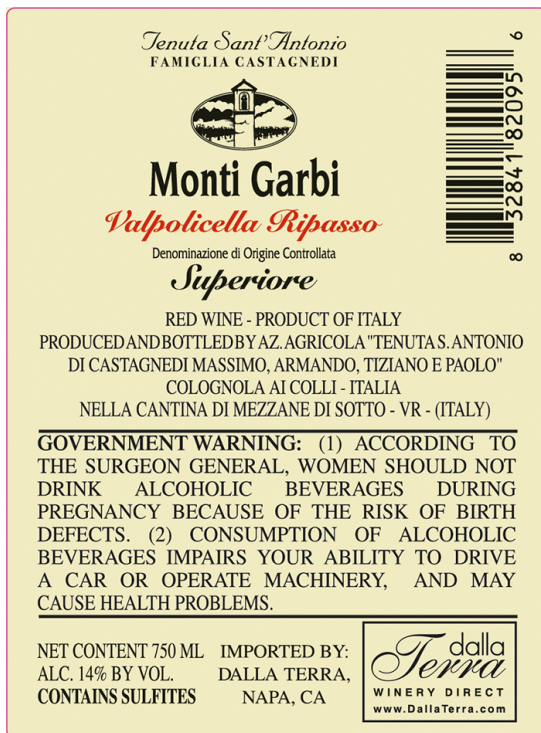 Tenuta Sant'Antonio
FAMIGLIA CASTAGNEDI
Monti Garbi
Valpolicella Ripasso
Denominazione di Origine Controllata
Superiore
RED WINE - PRODUCT OF ITALY
PRODUCED AND BOTTLED BY AZ. AGRICOLA "TENUTA S. ANTONIO
DI CASTAGNEDI MASSIMO, ARMANDO, TIZIANO E PAOLO"
COLOGNOLA AI COLLI - ITALIA
NELLA CANTINA DI MEZZANE DI SOTTO - VR - (ITALY)
8 32841 82095 6
GOVERNMENT WARNING: (1) ACCORDING TO
THE SURGEON GENERAL, WOMEN SHOULD NOT
DRINK ALCOHOLIC BEVERAGES DURING
PREGNANCY BECAUSE OF THE RISK OF BIRTH
DEFECTS. (2) CONSUMPTION OF ALCOHOLIC
BEVERAGES IMPAIRS YOUR ABILITY TO DRIVE
A CAR OR OPERATE MACHINERY, AND MAY
CAUSE HEALTH PROBLEMS.
NET CONTENT 750 ML
ALC. 14% BY VOL.
CONTAINS SULFITES
IMPORTED BY:
DALLA TERRA,
NAPA, CA
dalla
Terra
WINERY DIRECT
www.DallaTerra.com